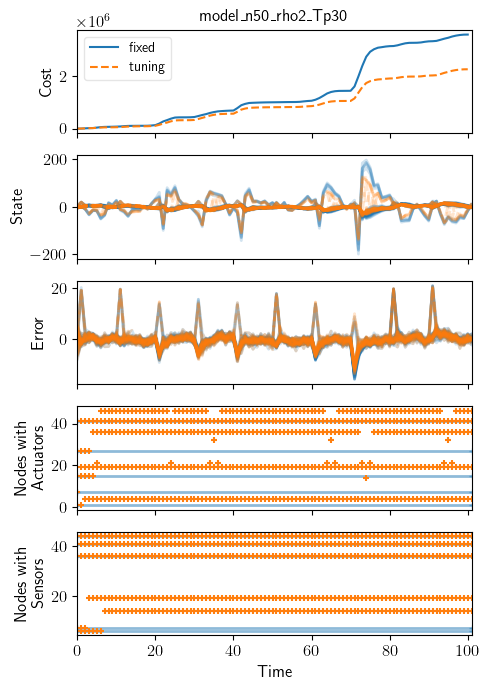 model_n50_rho2_Tp30
×10⁶
fixed
tuning
Cost
2
0
State
200
0
−200
Error
20
0
Nodes with
Actuators
40
20
0
Nodes with
Sensors
40
20
0 20 40 60 80 100
Time